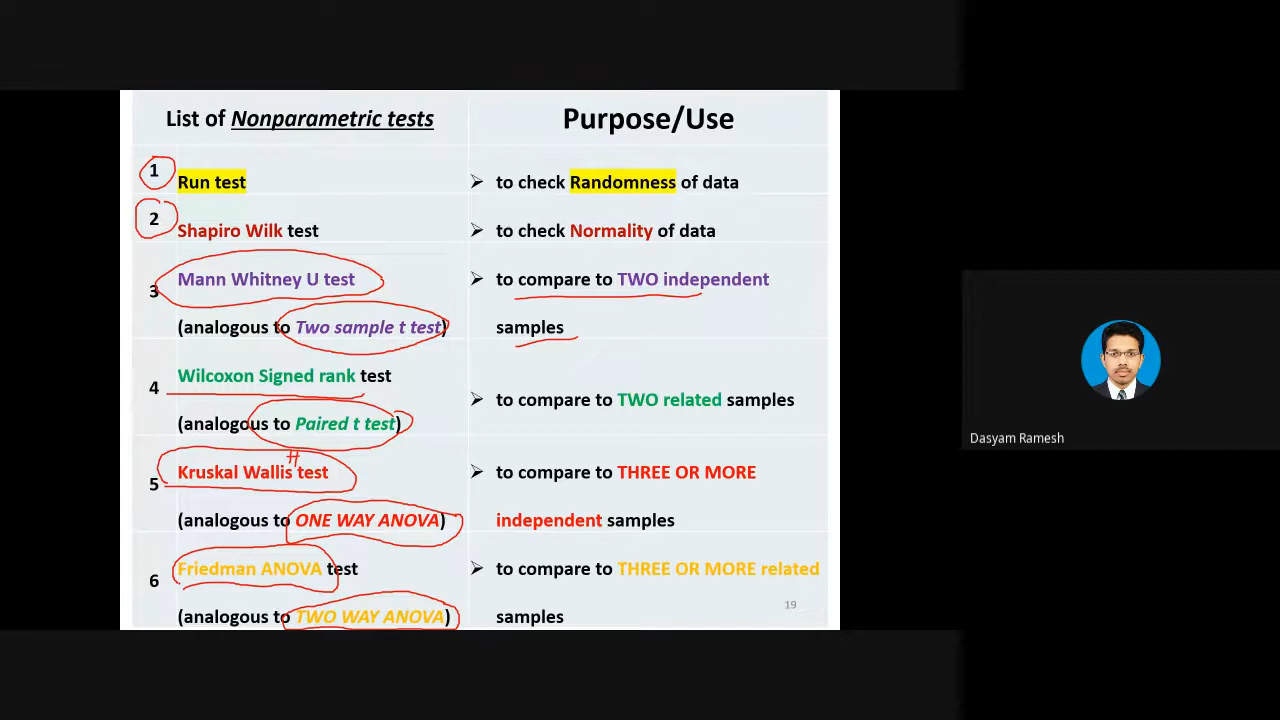 List of Nonparametric tests
Purpose/Use
1
Run test
➢ to check Randomness of data
2
Shapiro Wilk test
➢ to check Normality of data
3
Mann Whitney U test
(analogous to Two sample t test)
➢ to compare to TWO independent
samples
4
Wilcoxon Signed rank test
(analogous to Paired t test)
➢ to compare to TWO related samples
5
H
Kruskal Wallis test
(analogous to ONE WAY ANOVA)
➢ to compare to THREE OR MORE
independent samples
6
Friedman ANOVA test
(analogous to TWO WAY ANOVA)
➢ to compare to THREE OR MORE related
samples
19
Dasyam Ramesh